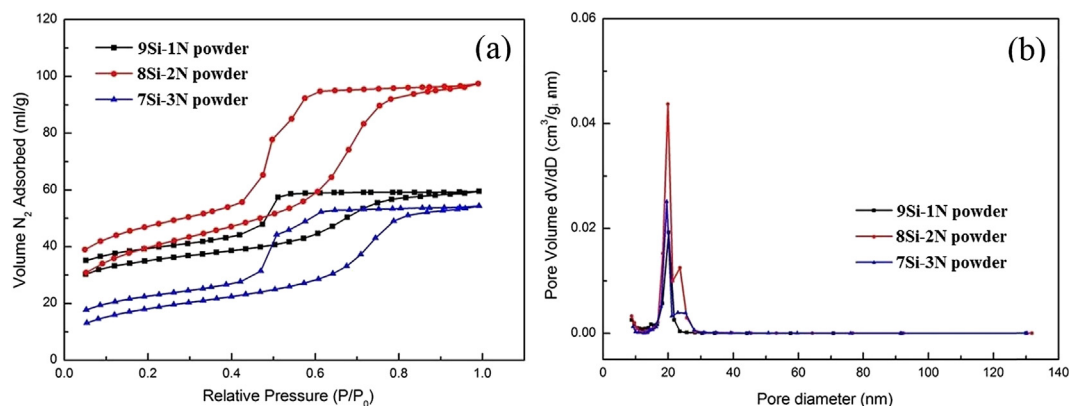 (a)
9Si-1N powder
8Si-2N powder
7Si-3N powder
120
100
80
60
40
20
0
Volume N₂ Adsorbed (ml/g)
0.0 0.2 0.4 0.6 0.8 1.0
Relative Pressure (P/P₀)
(b)
9Si-1N powder
8Si-2N powder
7Si-3N powder
0.06
0.04
0.02
0.00
Pore Volume dV/dD (cm³/g. nm)
0 20 40 60 80 100 120 140
Pore diameter (nm)